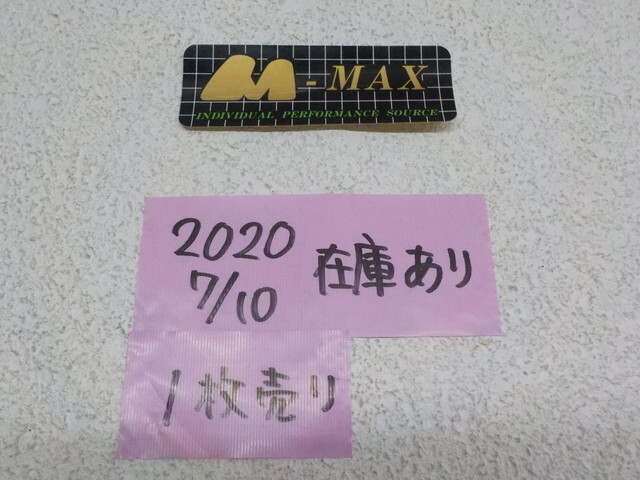 M-MAX
INDIVIDUAL PERFORMANCE SOURCE
2020
7/10
在庫あり
1枚売り